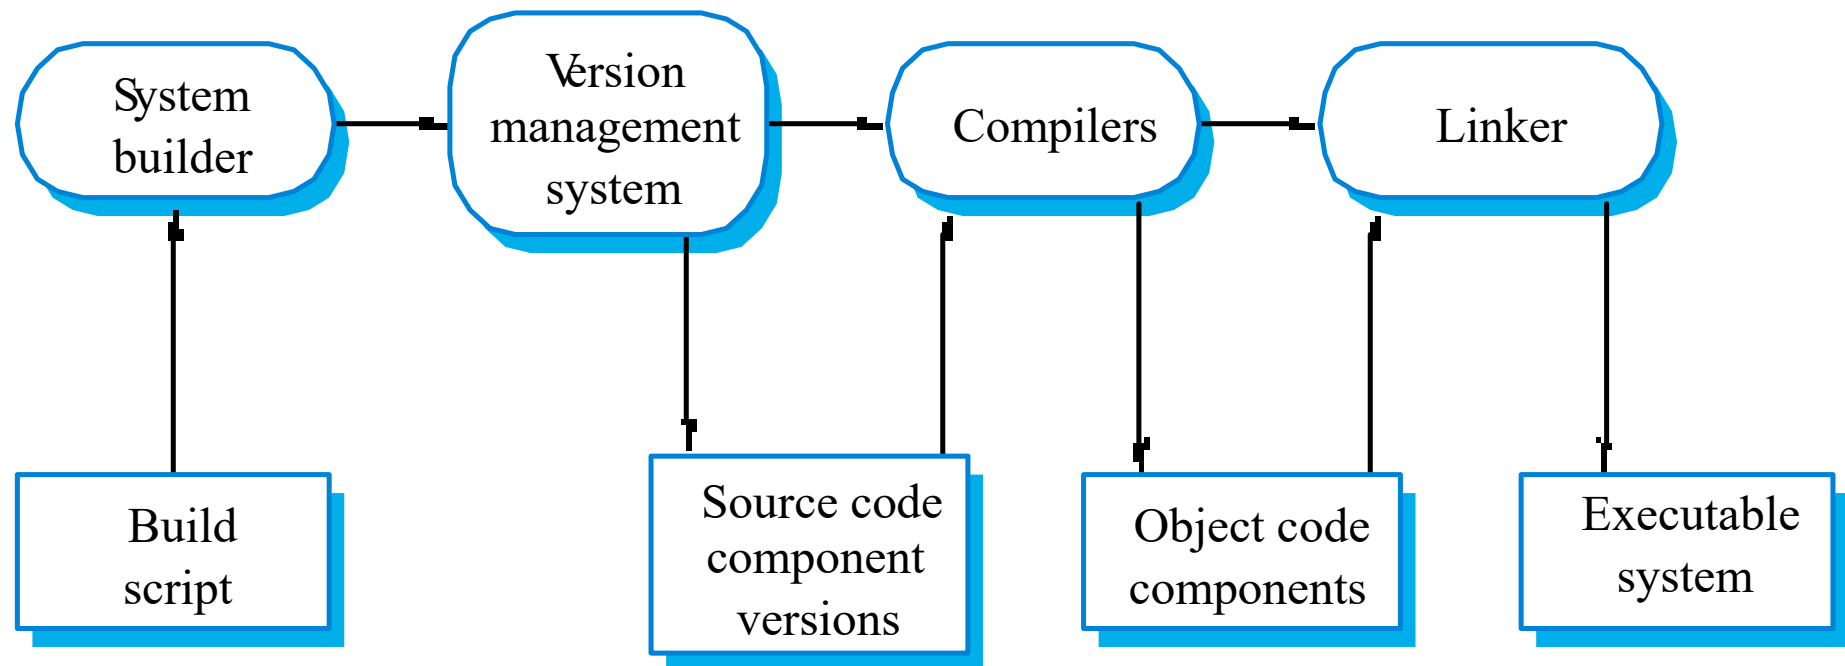 System
builder
Version
management
system
Compilers
Linker
Build
script
Source code
component
versions
Object code
components
Executable
system